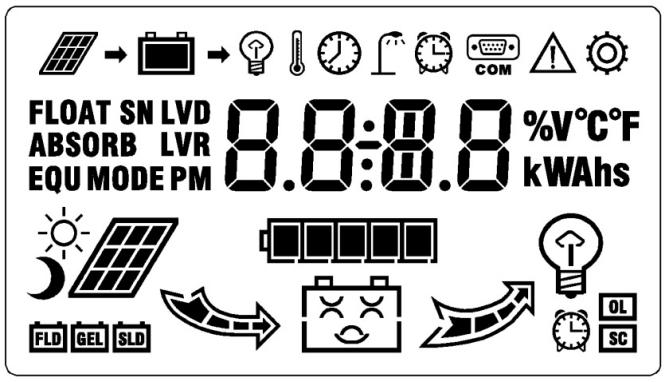 COM
FLOAT SN LVD
ABSORB LVR
EQU MODE PM
8.8:8.8
%V°C°F
kWAhs
FLD GEL SLD
OL
SC